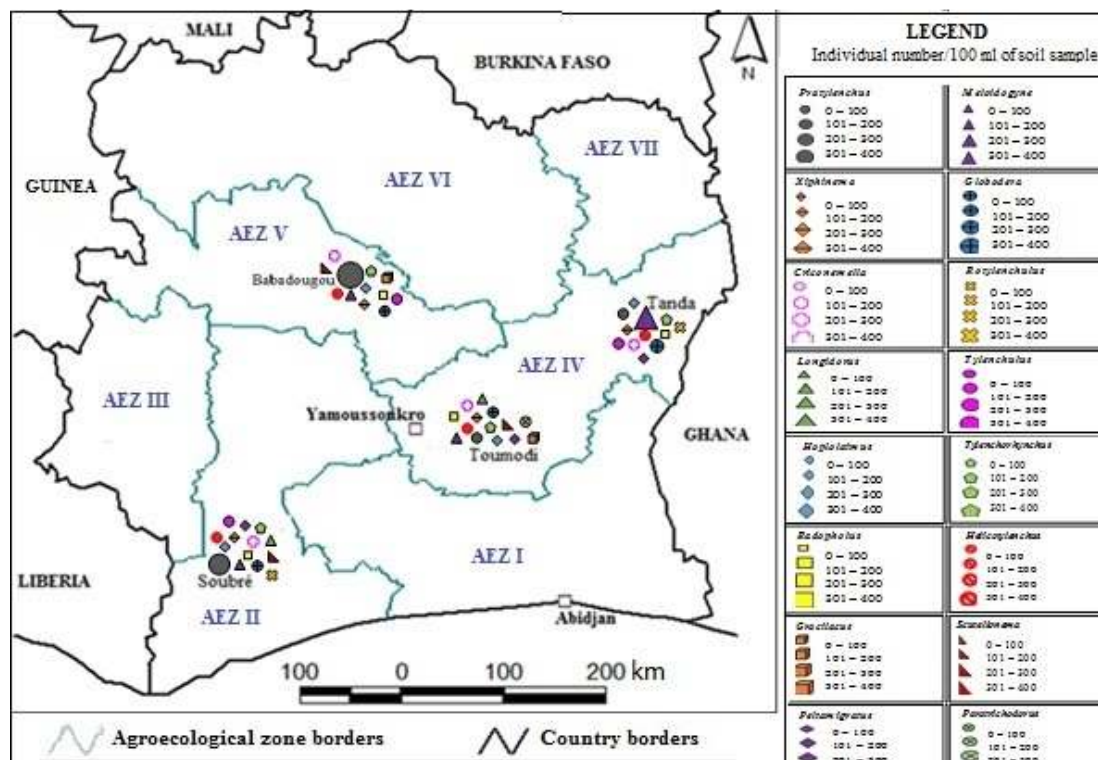 MALI
BURKINA FASO
N
AEZ VII
AEZ VI
GUINEA
AEZ V
Babadougou
Tanda
AEZ IV
AEZ III
Yamoussonkro
Toumodi
GHANA
AEZ I
LIBERIA
Soubré
AEZ II
Abidjan
100 0 100 200 km
Agroecological zone borders
Country borders
LEGEND
Individual number/100 ml of soil sample
Pratylenchus
0 – 100
101 – 200
201 – 300
301 – 400
Meloidogyne
0 – 100
101 – 200
201 – 300
301 – 400
Xiphinema
0 – 100
101 – 200
201 – 300
301 – 400
Globodera
0 – 100
101 – 200
201 – 300
301 – 400
Criconemella
0 – 100
101 – 200
201 – 300
301 – 400
Rotylenchulus
0 – 100
101 – 200
201 – 300
301 – 400
Longidorus
0 – 100
101 – 200
201 – 300
301 – 400
Tylenchulus
0 – 100
101 – 200
201 – 300
301 – 400
Hoplolaimus
0 – 100
101 – 200
201 – 300
301 – 400
Tylenchorhynchus
0 – 100
101 – 200
201 – 300
301 – 400
Radopholus
0 – 100
101 – 200
201 – 300
301 – 400
Helicotylenchus
0 – 100
101 – 200
201 – 300
201 – 400
Gracilacus
0 – 100
101 – 200
201 – 300
301 – 400
Scutellonema
0 – 100
101 – 200
201 – 300
301 – 400
0 – 100
101 – 200
Paratrichodorus
0 – 100
101 – 200